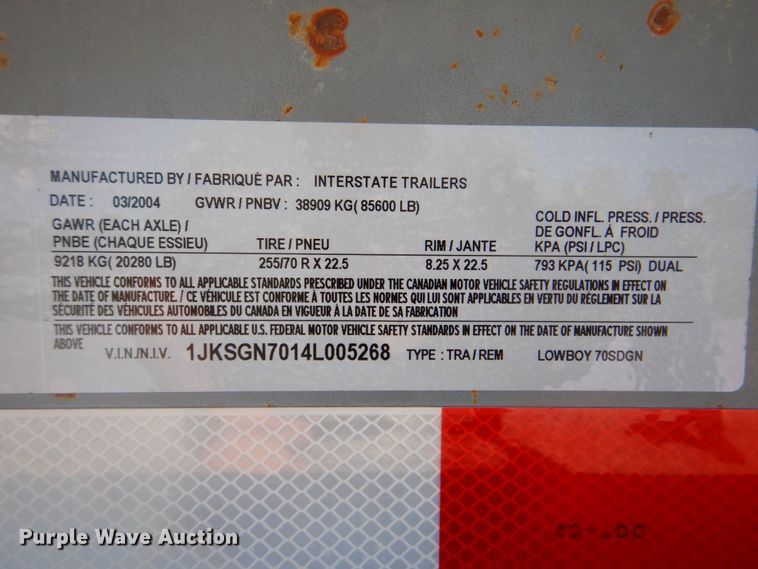 MANUFACTURED BY / FABRIQUÉ PAR : INTERSTATE TRAILERS
DATE : 03/2004 GVWR / PNBV : 38909 KG( 85600 LB)
GAWR (EACH AXLE) /
PNBE (CHAQUE ESSIEU) TIRE / PNEU RIM / JANTE
COLD INFL. PRESS. / PRESS.
DE GONFL. À FROID
KPA (PSI / LPC)
9218 KG( 20280 LB) 255/70 R X 22.5 8.25 X 22.5 793 KPA( 115 PSI) DUAL
THIS VEHICLE CONFORMS TO ALL APPLICABLE STANDARDS PRESCRIBED UNDER THE CANADIAN MOTOR VEHICLE SAFETY REGULATIONS IN EFFECT ON
THE DATE OF MANUFACTURE. / CE VÉHICULE EST CONFORME À TOUTES LES NORMES QUI LUI SONT APPLICABLES EN VERTU DU RÈGLEMENT SUR LA
SÉCURITÉ DES VÉHICULES AUTOMOBILES DU CANADA EN VIGUEUR À LA DATE DE SA FABRICATION
THIS VEHICLE CONFORMS TO ALL APPLICABLE U.S. FEDERAL MOTOR VEHICLE SAFETY STANDARDS IN EFFECT ON THE DATE OF MANUFACTURE SHOWN
ABOVE
V.I.N./N.I.V. 1JKSGN7014L005268 TYPE : TRA / REM LOWBOY 70SDGN
DOT-C2
Purple Wave Auction